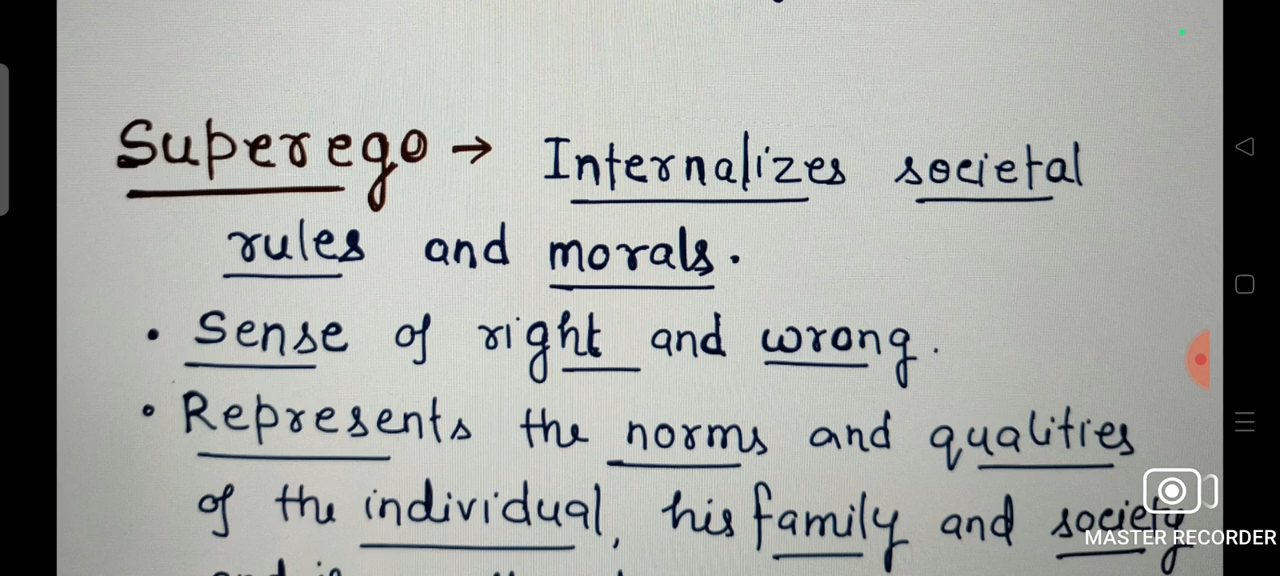 Superego → Internalizes societal
rules and morals.
• Sense of right and wrong.
• Represents the norms and qualities
of the individual, his family and society
MASTER RECORDER